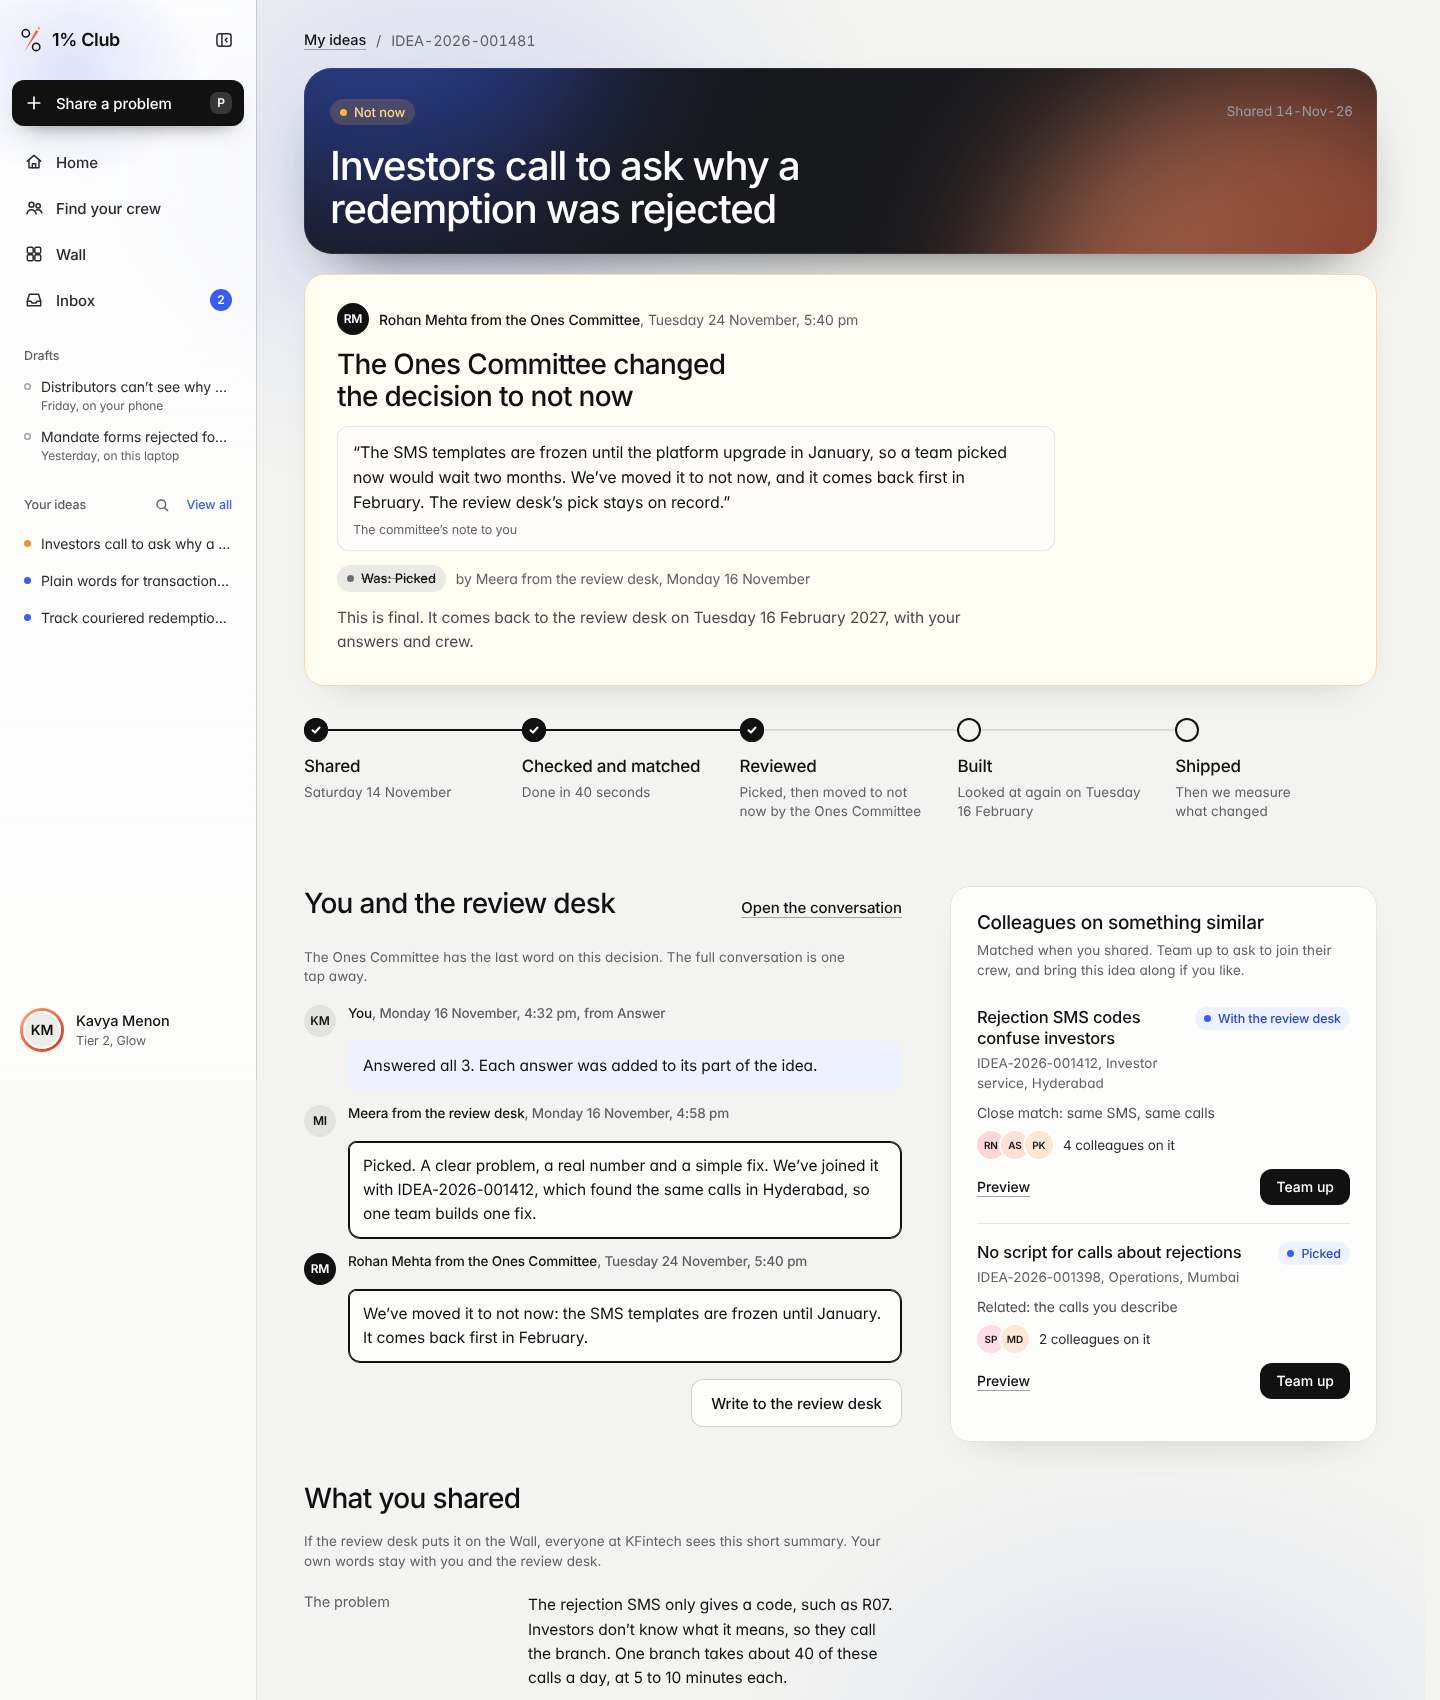 1% Club
Share a problem P
Home
Find your crew
Wall
Inbox 2
Drafts
Distributors can’t see why ...
Friday, on your phone
Mandate forms rejected fo...
Yesterday, on this laptop
Your ideas View all
Investors call to ask why a ...
Plain words for transaction...
Track couriered redemptio...
KM Kavya Menon
Tier 2, Glow
My ideas / IDEA-2026-001481
Not now Shared 14-Nov-26
Investors call to ask why a
redemption was rejected
RM Rohan Mehta from the Ones Committee, Tuesday 24 November, 5:40 pm
The Ones Committee changed
the decision to not now
“The SMS templates are frozen until the platform upgrade in January, so a team picked
now would wait two months. We’ve moved it to not now, and it comes back first in
February. The review desk’s pick stays on record.”
The committee’s note to you
Was: Picked by Meera from the review desk, Monday 16 November
This is final. It comes back to the review desk on Tuesday 16 February 2027, with your
answers and crew.
Shared
Saturday 14 November
Checked and matched
Done in 40 seconds
Reviewed
Picked, then moved to not
now by the Ones Committee
Built
Looked at again on Tuesday
16 February
Shipped
Then we measure
what changed
You and the review desk Open the conversation
The Ones Committee has the last word on this decision. The full conversation is one
tap away.
KM You, Monday 16 November, 4:32 pm, from Answer
Answered all 3. Each answer was added to its part of the idea.
MI Meera from the review desk, Monday 16 November, 4:58 pm
Picked. A clear problem, a real number and a simple fix. We’ve joined it
with IDEA-2026-001412, which found the same calls in Hyderabad, so
one team builds one fix.
RM Rohan Mehta from the Ones Committee, Tuesday 24 November, 5:40 pm
We’ve moved it to not now: the SMS templates are frozen until January.
It comes back first in February.
Write to the review desk
Colleagues on something similar
Matched when you shared. Team up to ask to join their
crew, and bring this idea along if you like.
Rejection SMS codes With the review desk
confuse investors
IDEA-2026-001412, Investor
service, Hyderabad
Close match: same SMS, same calls
RN AS PK 4 colleagues on it
Preview Team up
No script for calls about rejections Picked
IDEA-2026-001398, Operations, Mumbai
Related: the calls you describe
SP MD 2 colleagues on it
Preview Team up
What you shared
If the review desk puts it on the Wall, everyone at KFintech sees this short summary. Your
own words stay with you and the review desk.
The problem
The rejection SMS only gives a code, such as R07.
Investors don’t know what it means, so they call
the branch. One branch takes about 40 of these
calls a day, at 5 to 10 minutes each.